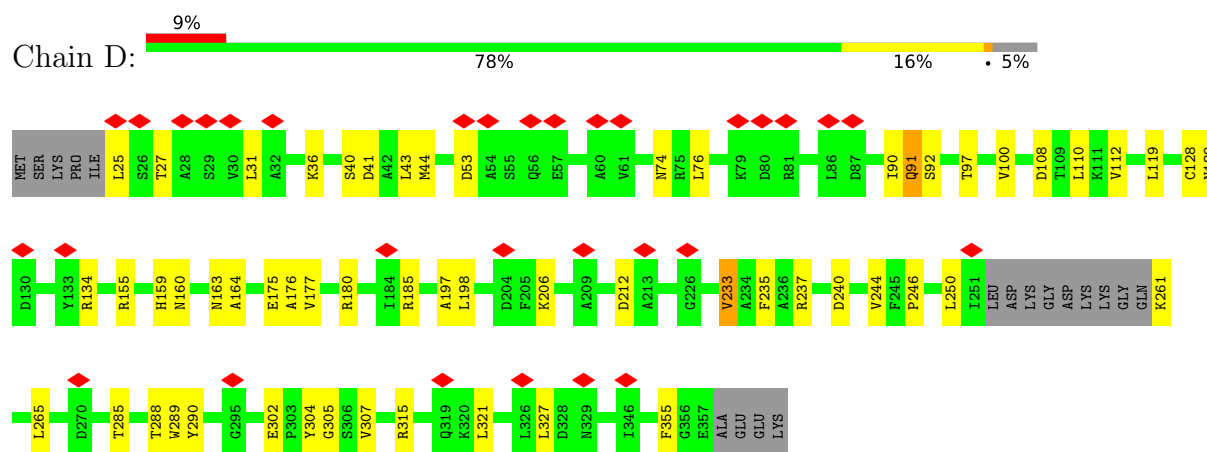 9%
Chain D:
78% 16% • 5%
MET SER LYS PRO ILE L25 S26 T27 A28 S29 V30 L31 A32 K36 S40 D41 A42 L43 M44 D53 A54 S55 Q56 E57 A60 V61 N74 R75 L76 K79 D80 R81 L86 D87 I90 Q91 S92 T97 V100 D108 T109 L110 K111 V112 L119 C128
D130 Y133 R134 R155 H159 N160 N163 A164 E175 A176 V177 R180 I184 R185 A197 L198 D204 F205 K206 A209 D212 A213 G226 V233 A234 F235 A236 R237 D240 V244 F245 P246 L250 I251 LEU ASP LYS GLY ASP LYS LYS GLY GLN K261
L265 D270 T285 T288 W289 Y290 G295 E302 P303 Y304 G305 S306 V307 R315 Q319 K320 L321 L326 L327 D328 N329 I346 F355 G356 E357 ALA GLU GLU LYS